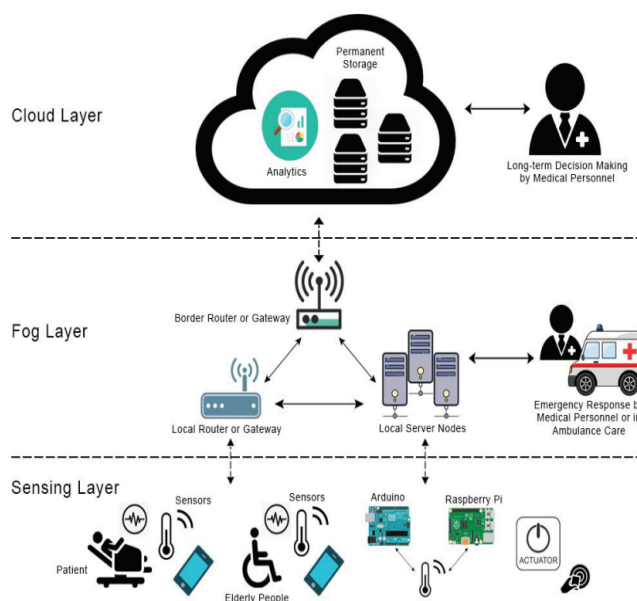 Permanent
Storage
Cloud Layer
Analytics
Long-term Decision Making
by Medical Personnel
Border Router or Gateway
Fog Layer
Local Router or Gateway
Local Server Nodes
Emergency Response b
Medical Personnel or i
Ambulance Care
Sensing Layer
Sensors
Sensors
Arduino
Raspberry Pi
Patient
Elderly People
ACTUATOR